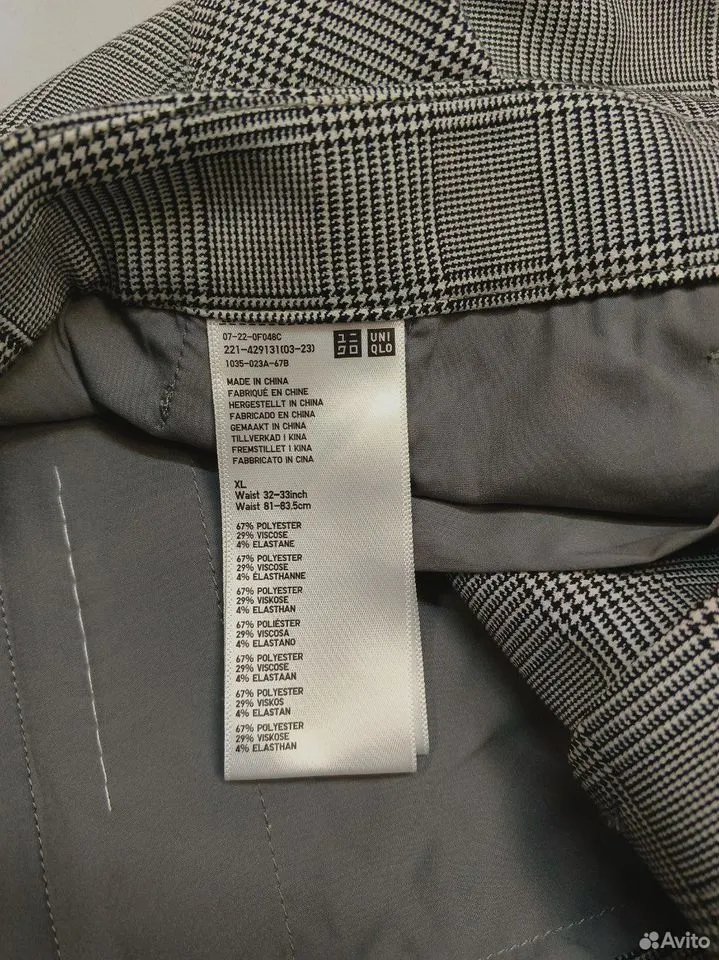 07-22-0F048C
221-429131(03-23)
1035-023A-67B
ユニ
クロ
UNI
QLO
MADE IN CHINA
FABRIQUÉ EN CHINE
HERGESTELLT IN CHINA
FABRICADO EN CHINA
GEMAAKT IN CHINA
TILLVERKAD I KINA
FREMSTILLET I KINA
FABBRICATO IN CINA
XL
Waist 32-33inch
Waist 81-83.5cm
67% POLYESTER
29% VISCOSE
4% ELASTANE
67% POLYESTER
29% VISCOSE
4% ÉLASTHANNE
67% POLYESTER
29% VISKOSE
4% ELASTHAN
67% POLIÉSTER
29% VISCOSA
4% ELASTANO
67% POLYESTER
29% VISCOSE
4% ELASTAAN
67% POLYESTER
29% VISKOS
4% ELASTAN
67% POLYESTER
29% VISKOSE
4% ELASTHAN
Avito